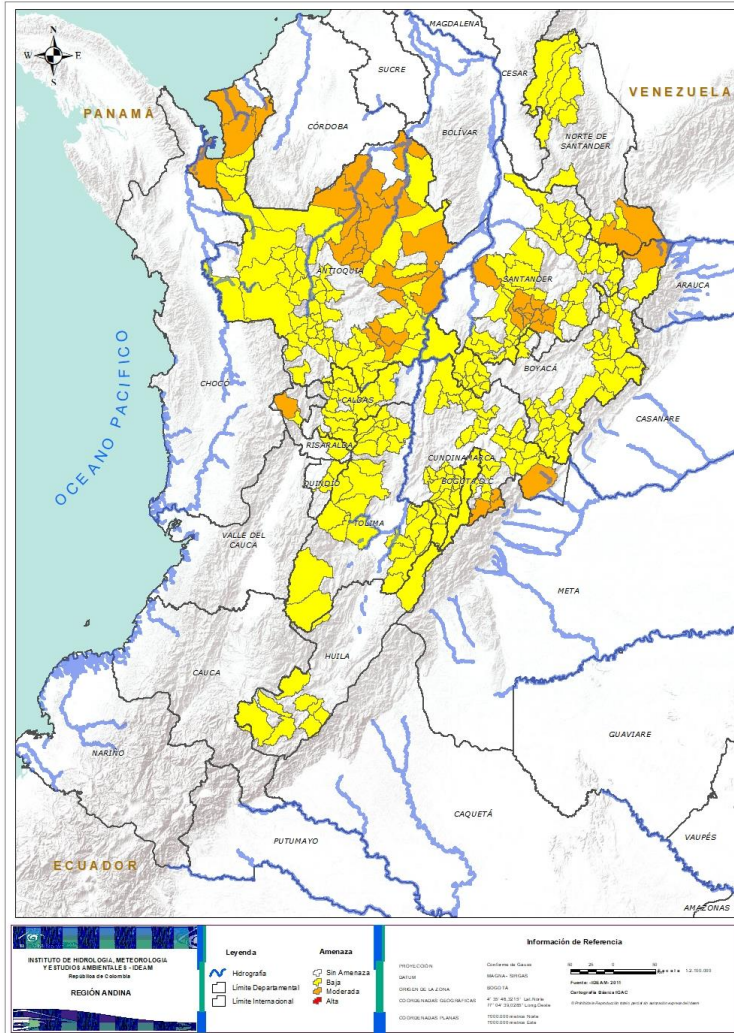 N
W E
S
MAGDALENA
SUCRE
CESAR
VENEZUELA
PANAMÁ
CÓRDOBA
BOLÍVAR
NORTE DE
SANTANDER
ANTIOQUIA
SANTANDER
ARAUCA
OCEANO PACIFICO
CHOCÓ
BOYACÁ
CALDAS
CASANARE
RISARALDA
CUNDINAMARCA
QUINDIO
BOGOTÁ D.C
TOLIMA
VALLE DEL
CAUCA
META
HUILA
CAUCA
GUAVIARE
NARIÑO
CAQUETÁ
PUTUMAYO
VAUPÉS
ECUADOR
AMAZONAS
INSTITUTO DE HIDROLOGIA, METEOROLOGIA
Y ESTUDIOS AMBIENTALES - IDEAM
República de Colombia
REGIÓN ANDINA
Leyenda
Hidrografía
Límite Departamental
Límite Internacional
Amenaza
Sin Amenaza
Baja
Moderada
Alta
Información de Referencia
PROYECCIÓN Conforme de Gauss
DATUM MAGNA - SIRGAS
ORIGEN DE LA ZONA BOGOTÁ
COORDENADAS GEOGRÁFICAS
COORDENADAS PLANAS
Fuente: IDEAM- 2011
Cartografía Básica IGAC